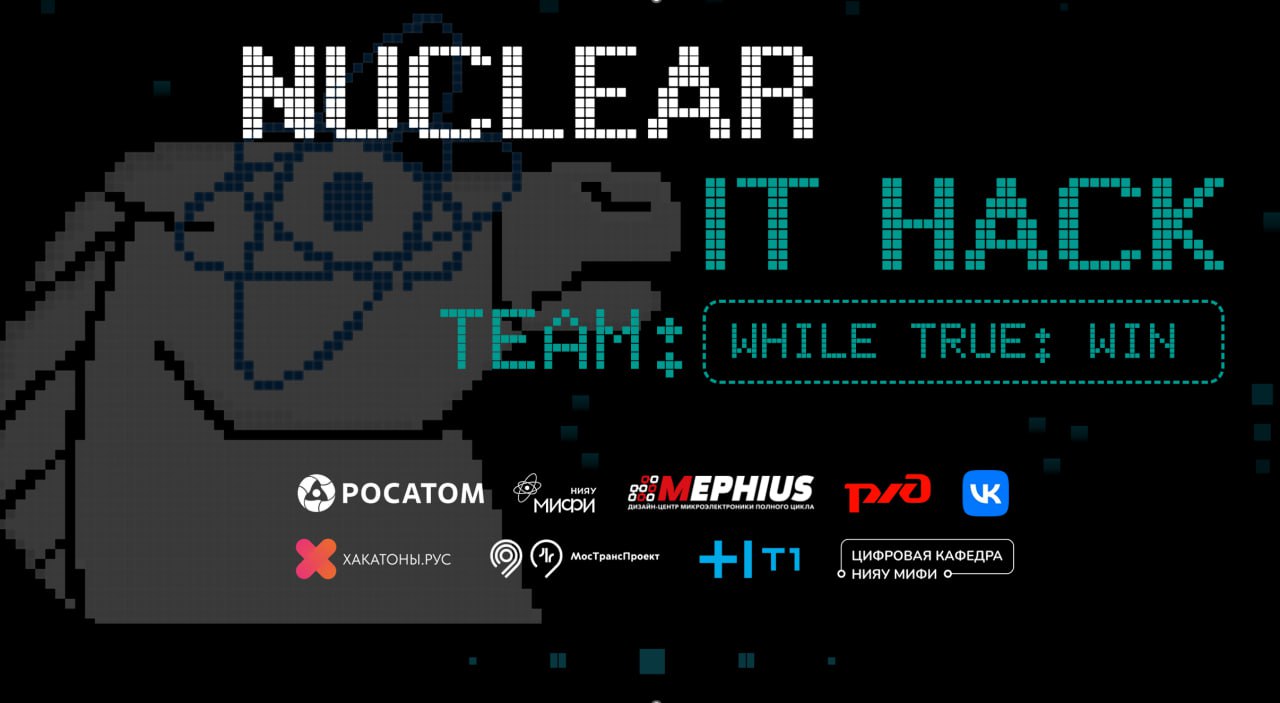 NUCLEAR
IT HACK
TEAM: WHILE TRUE: WIN
РОСАТОМ
НИЯУ
МИФИ
MEPHIUS
ДИЗАЙН-ЦЕНТР МИКРОЭЛЕКТРОНИКИ ПОЛНОГО ЦИКЛА
ржд
VK
ХАКАТОНЫ.РУС
МосТрансПроект
T1
ЦИФРОВАЯ КАФЕДРА
НИЯУ МИФИ